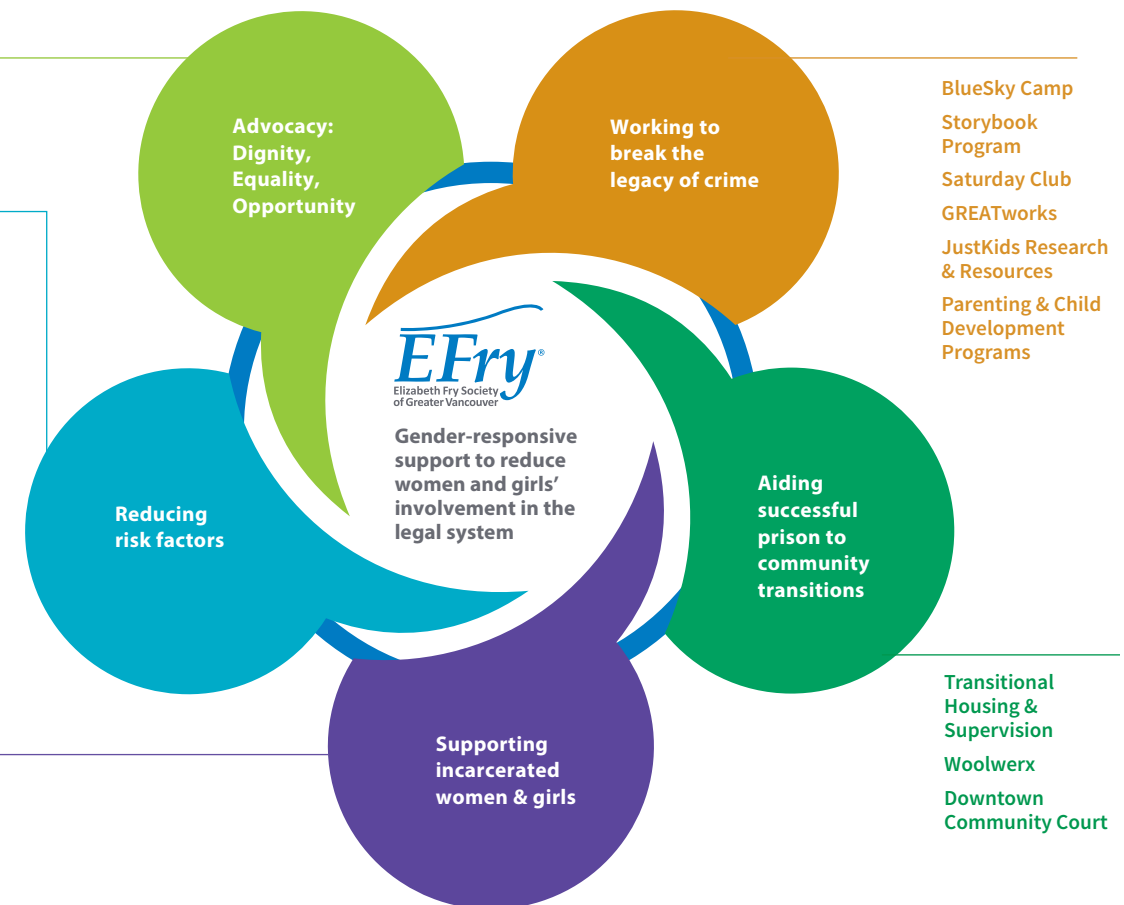 Advocacy:
Dignity,
Equality,
Opportunity
Working to
break the
legacy of crime
BlueSky Camp
Storybook
Program
Saturday Club
GREATworks
JustKids Research
& Resources
Parenting & Child
Development
Programs
EFry®
Elizabeth Fry Society
of Greater Vancouver
Gender-responsive
support to reduce
women and girls’
involvement in the
legal system
Reducing
risk factors
Aiding
successful
prison to
community
transitions
Supporting
incarcerated
women & girls
Transitional
Housing &
Supervision
Woolwerx
Downtown
Community Court